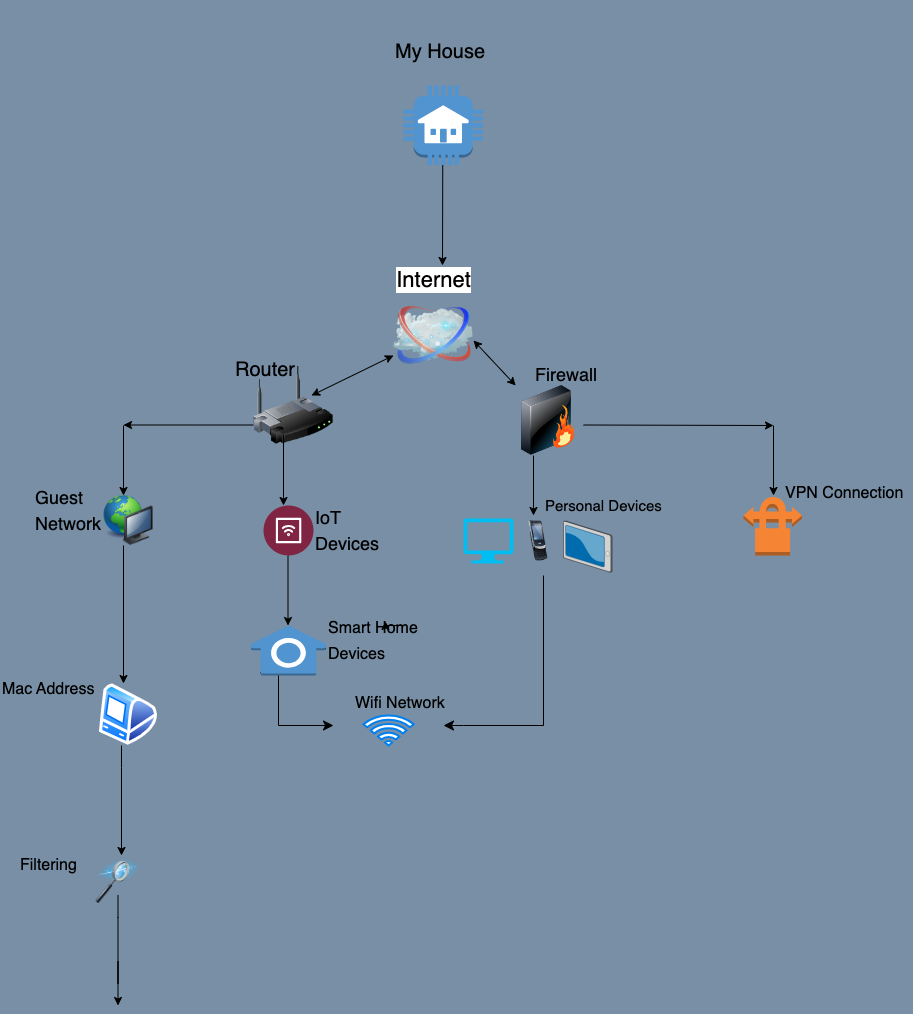 My House
Internet
Router
Firewall
Guest
Network
IoT
Devices
Personal Devices
VPN Connection
Smart Home
Devices
Mac Address
Wifi Network
Filtering